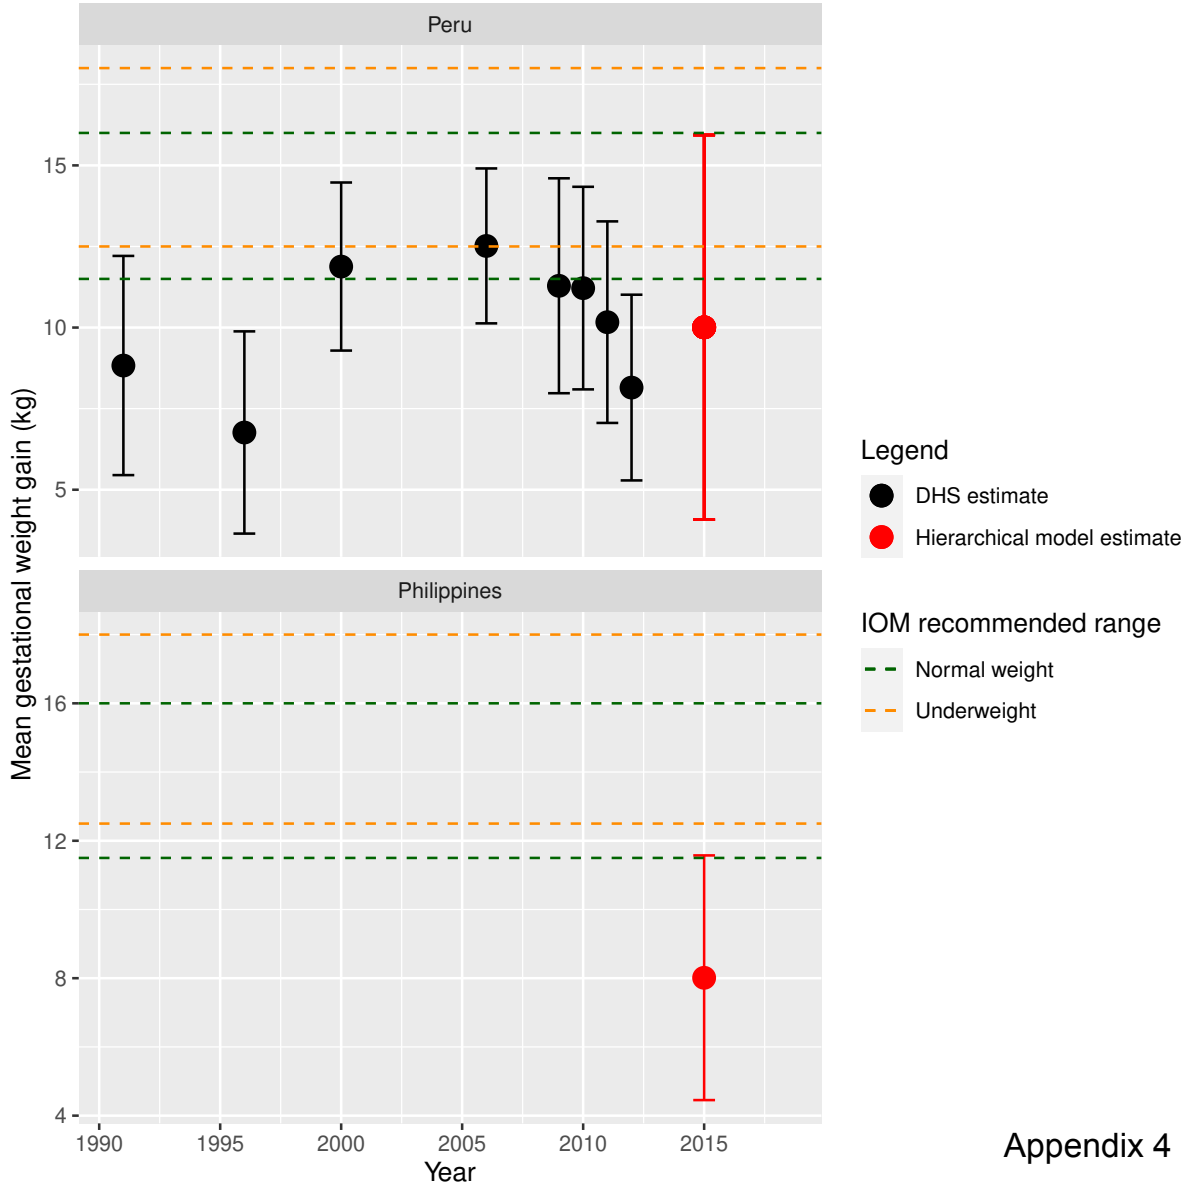 Peru
15
10
5
Mean gestational weight gain (kg)
Philippines
16
12
8
4
1990 1995 2000 2005 2010 2015
Year
Legend
DHS estimate
Hierarchical model estimate
IOM recommended range
Normal weight
Underweight
Appendix 4